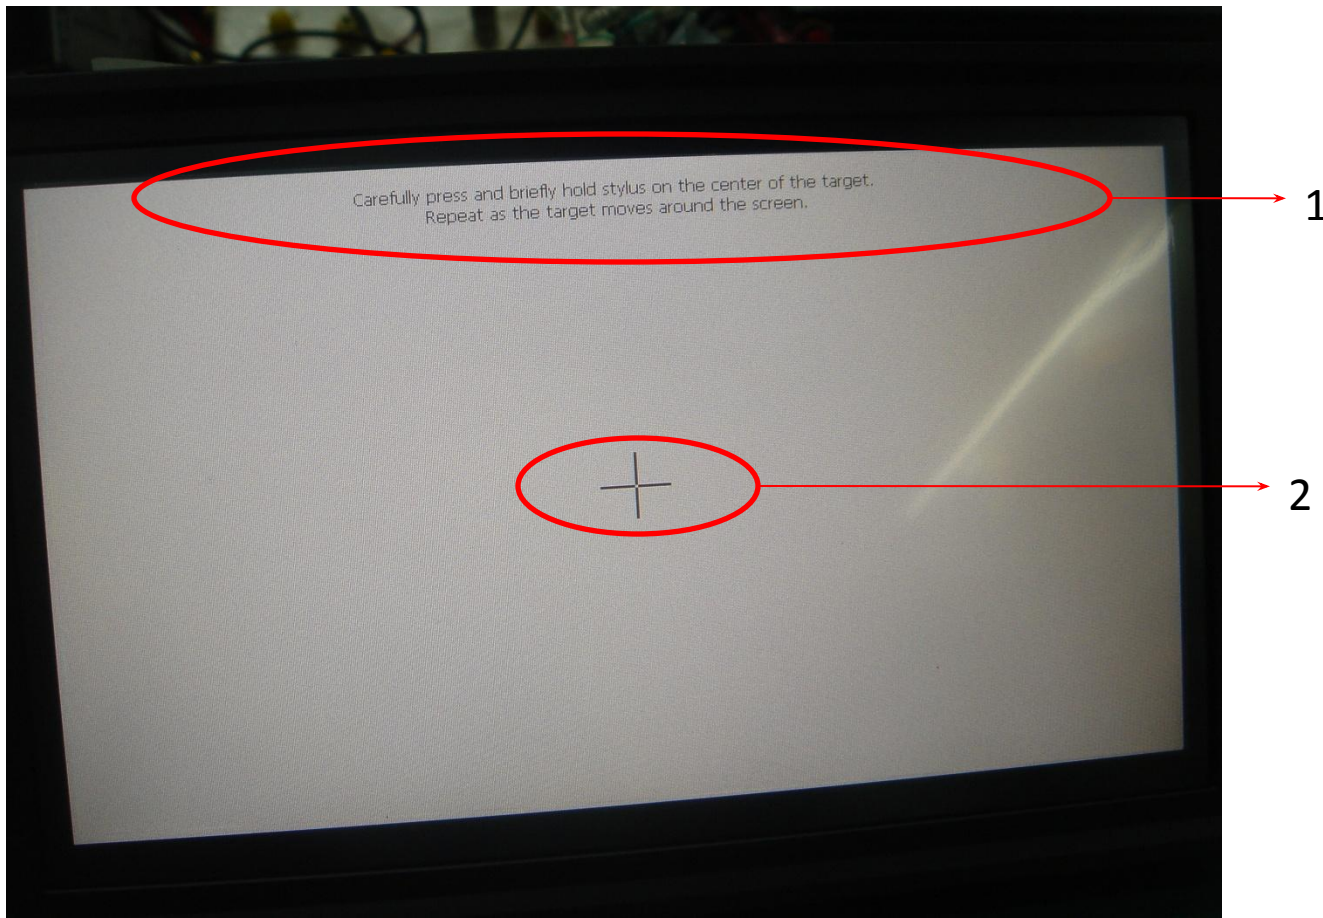 Carefully press and briefly hold stylus on the center of the target.
Repeat as the target moves around the screen.
1
2